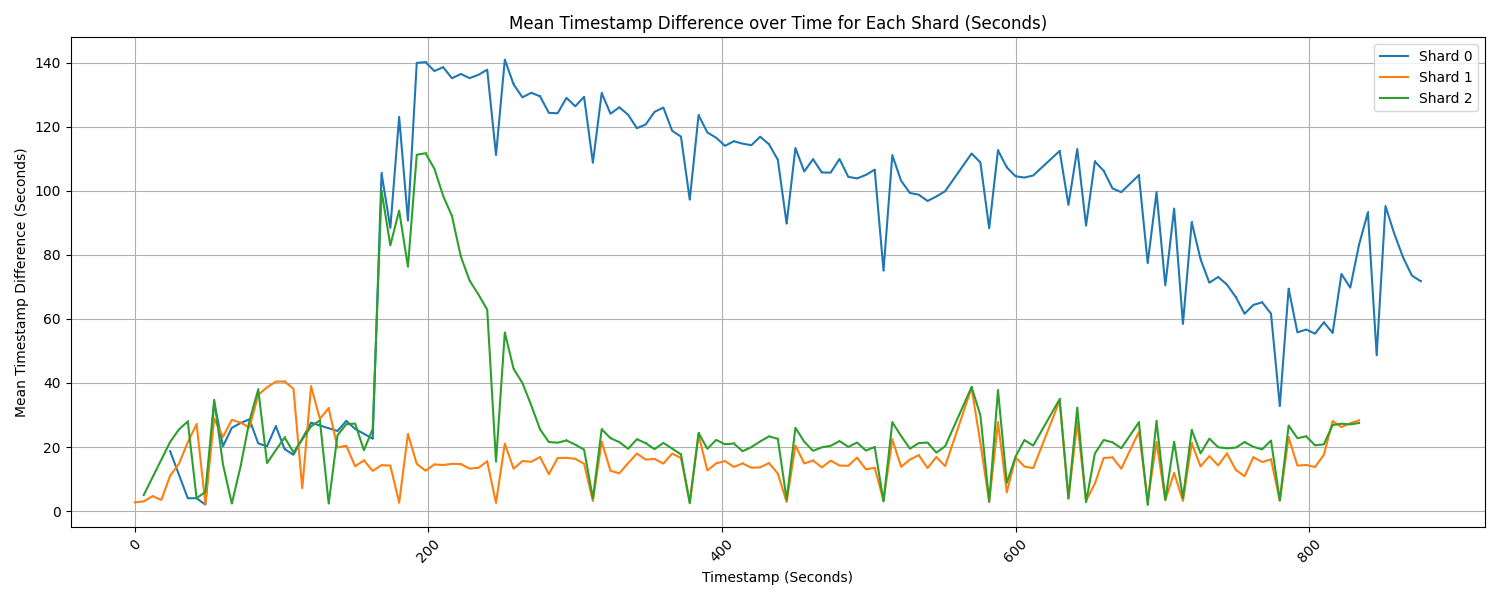 Mean Timestamp Difference over Time for Each Shard (Seconds)
Mean Timestamp Difference (Seconds)
140
120
100
80
60
40
20
0
Shard 0
Shard 1
Shard 2
0
200
400
600
800
Timestamp (Seconds)